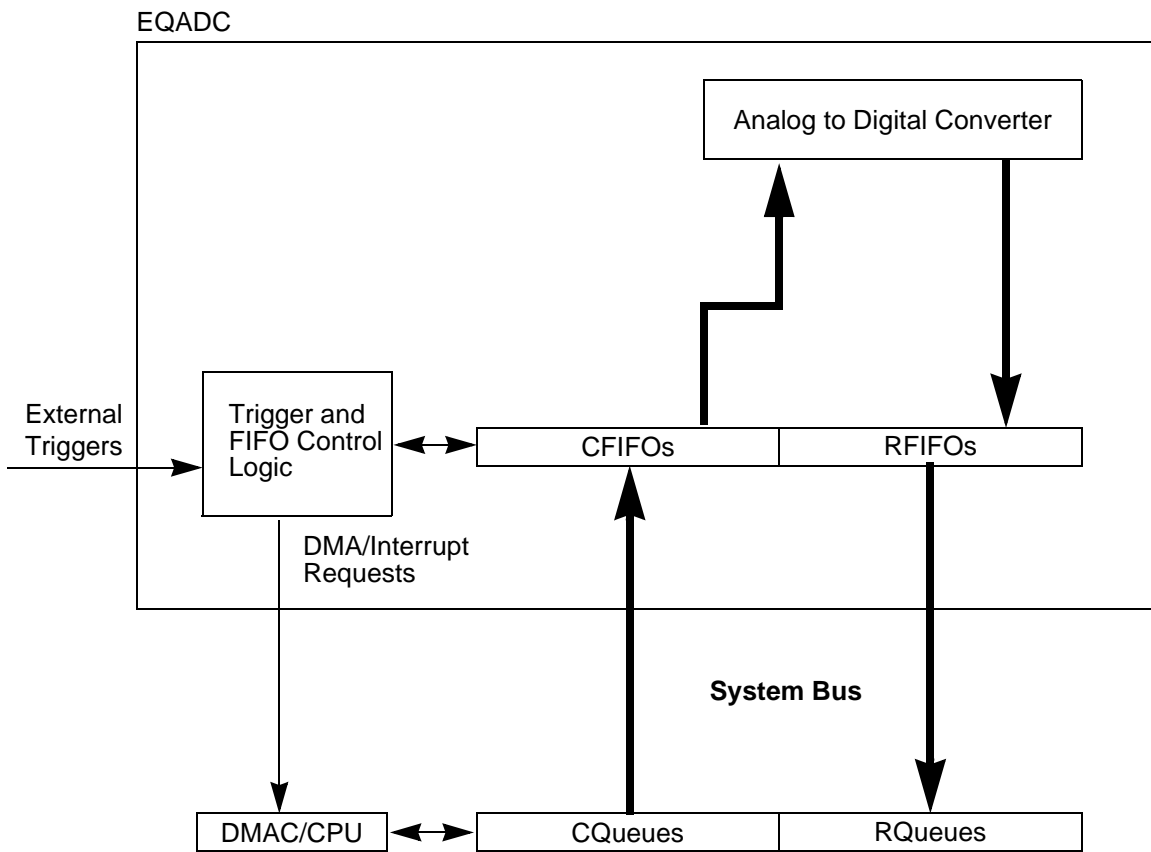 EQADC
Analog to Digital Converter
External
Triggers
Trigger and
FIFO Control
Logic
CFIFOs
RFIFOs
DMA/Interrupt
Requests
System Bus
DMAC/CPU
CQueues
RQueues